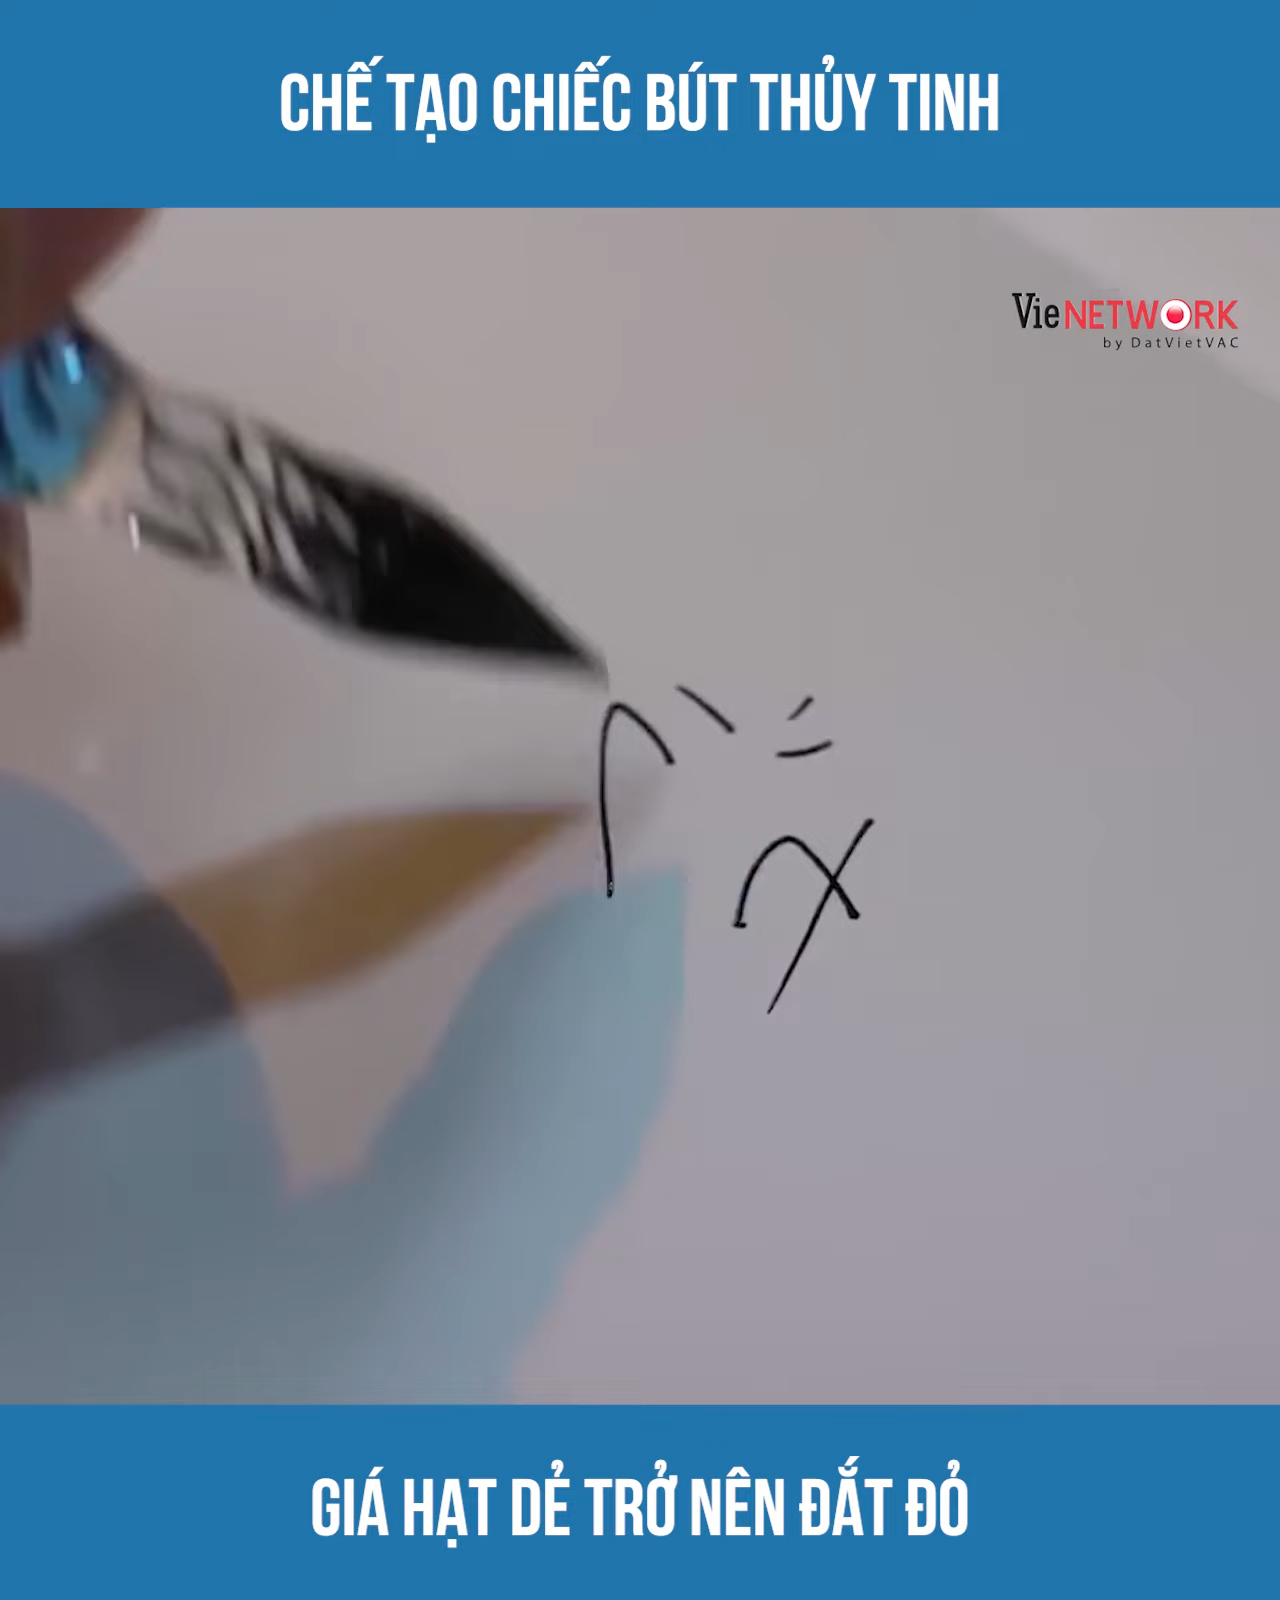 CHẾ TẠO CHIẾC BÚT THỦY TINH
VieNETWORK
by DatVietVAC
GIÁ HẠT DẺ TRỞ NÊN ĐẮT ĐỎ